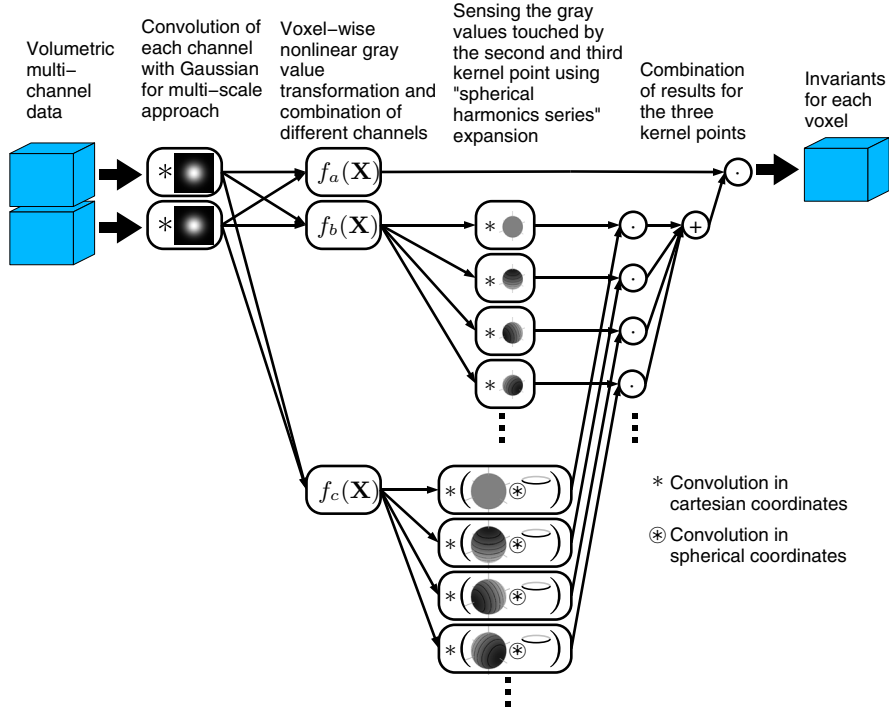 Volumetric
multi−
channel
data
Convolution of
each channel
with Gaussian
for multi−scale
approach
Voxel−wise
nonlinear gray
value
transformation and
combination of
different channels
Sensing the gray
values touched by
the second and third
kernel point using
"spherical
harmonics series"
expansion
Combination
of results for
the three
kernel points
Invariants
for each
voxel
*
*
f_a(X)
f_b(X)
*
*
*
*
·
·
·
·
+
·
f_c(X)
*( ⊛ )
*( ⊛ )
*( ⊛ )
*( ⊛ )
* Convolution in
cartesian coordinates
⊛ Convolution in
spherical coordinates